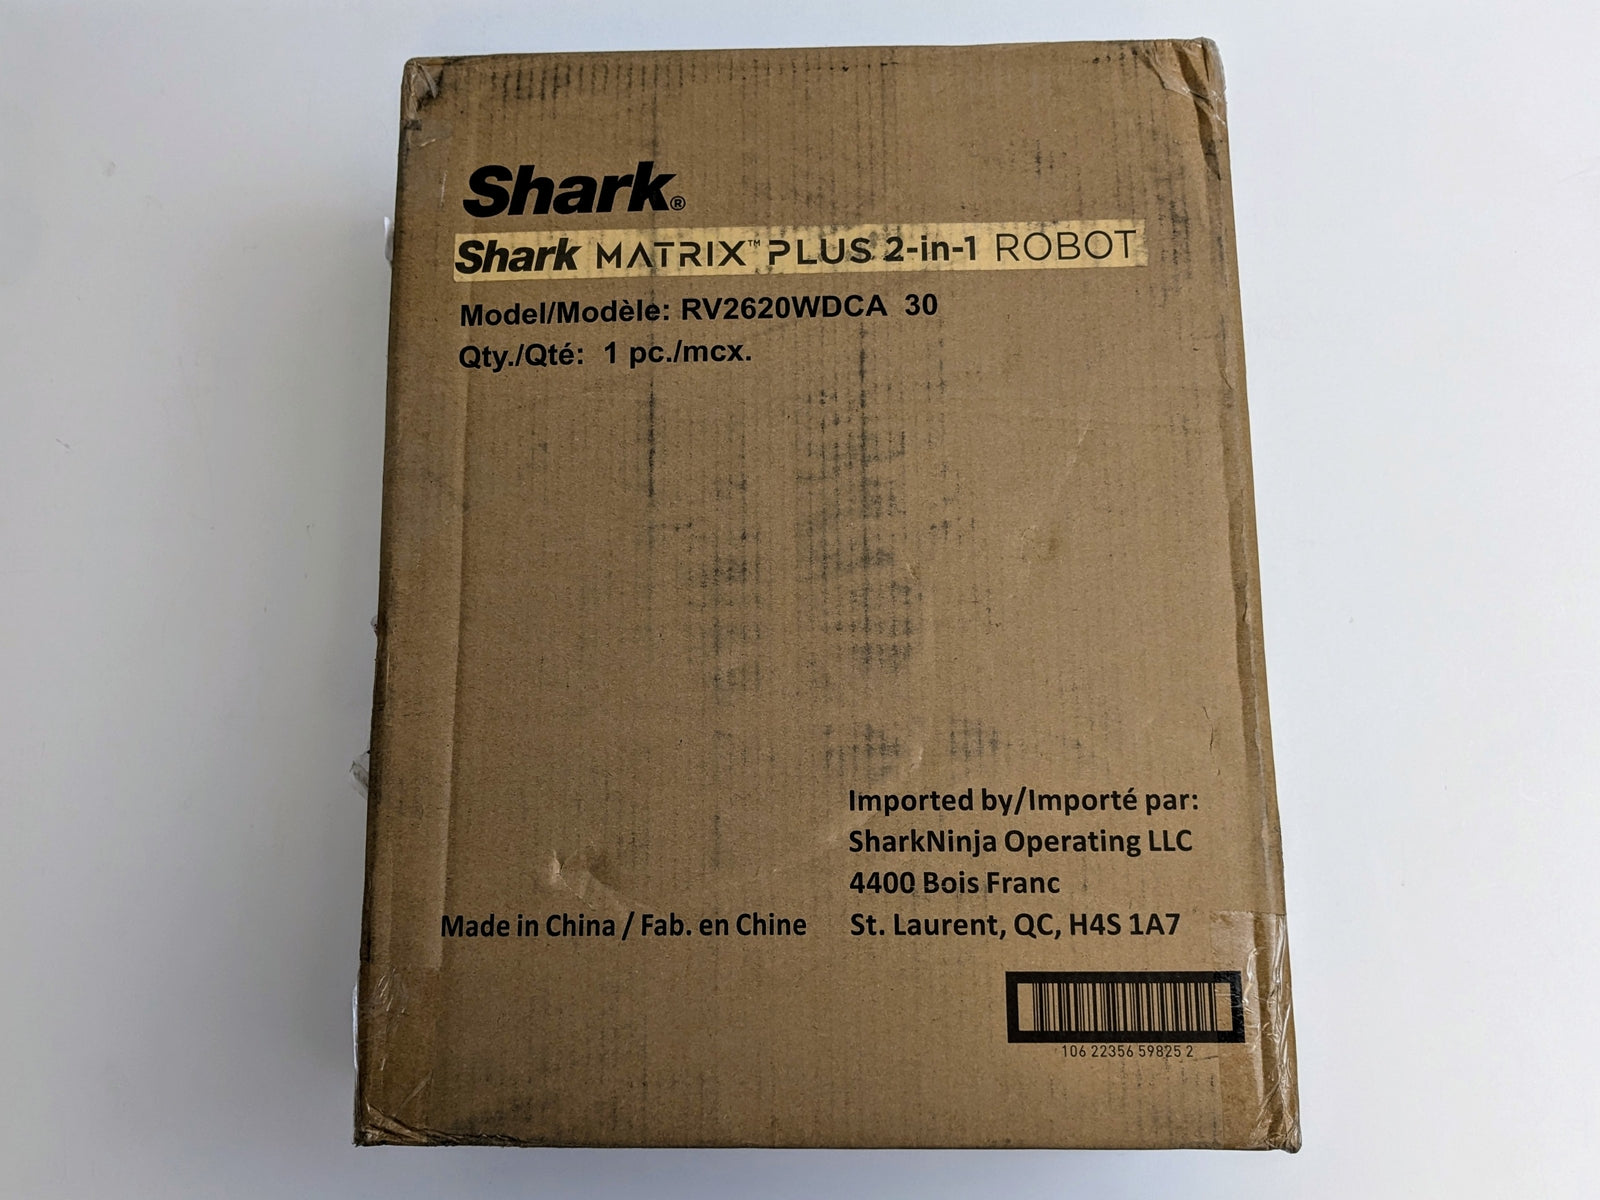 Shark®
Shark MATRIX™ PLUS 2-in-1 ROBOT
Model/Modèle: RV2620WDCA 30
Qty./Qté: 1 pc./mcx.
Imported by/Importé par:
SharkNinja Operating LLC
4400 Bois Franc
Made in China / Fab. en Chine
St. Laurent, QC, H4S 1A7
106 22356 59825 2